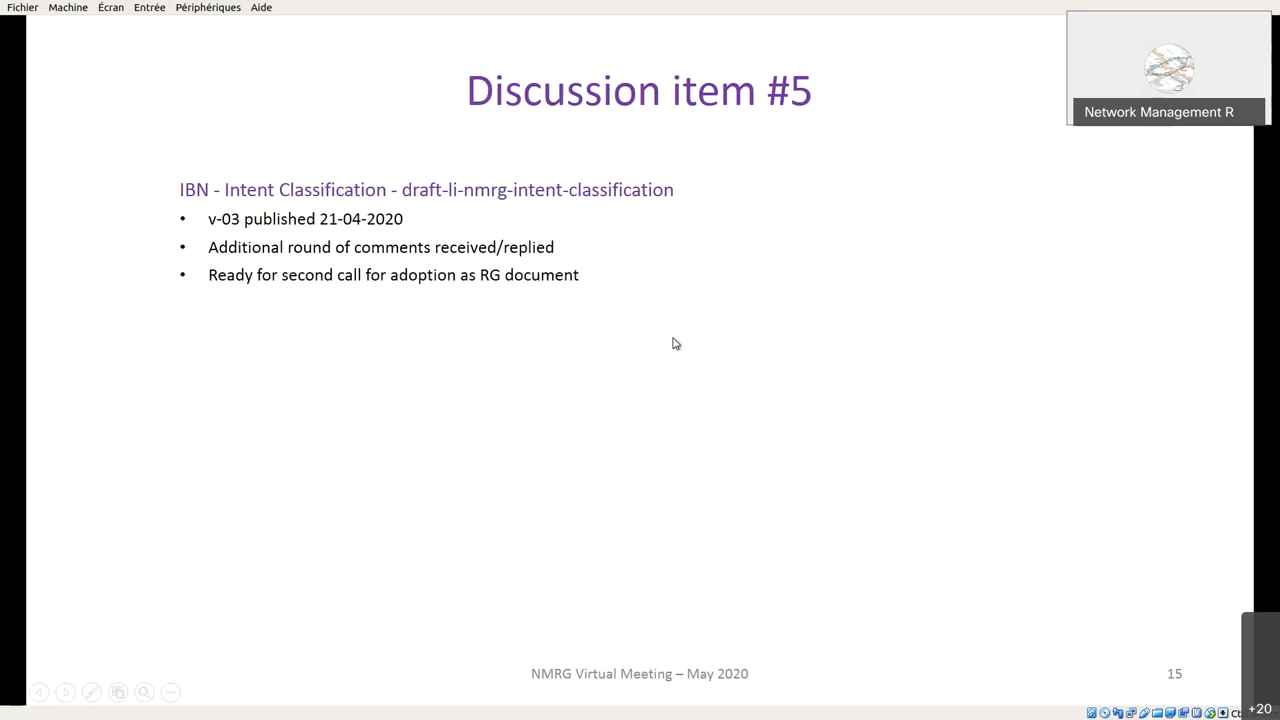 Fichier Machine Écran Entrée Périphériques Aide
Discussion item #5
Network Management R
IBN - Intent Classification - draft-li-nmrg-intent-classification
• v-03 published 21-04-2020
• Additional round of comments received/replied
• Ready for second call for adoption as RG document
NMRG Virtual Meeting – May 2020
15
+20